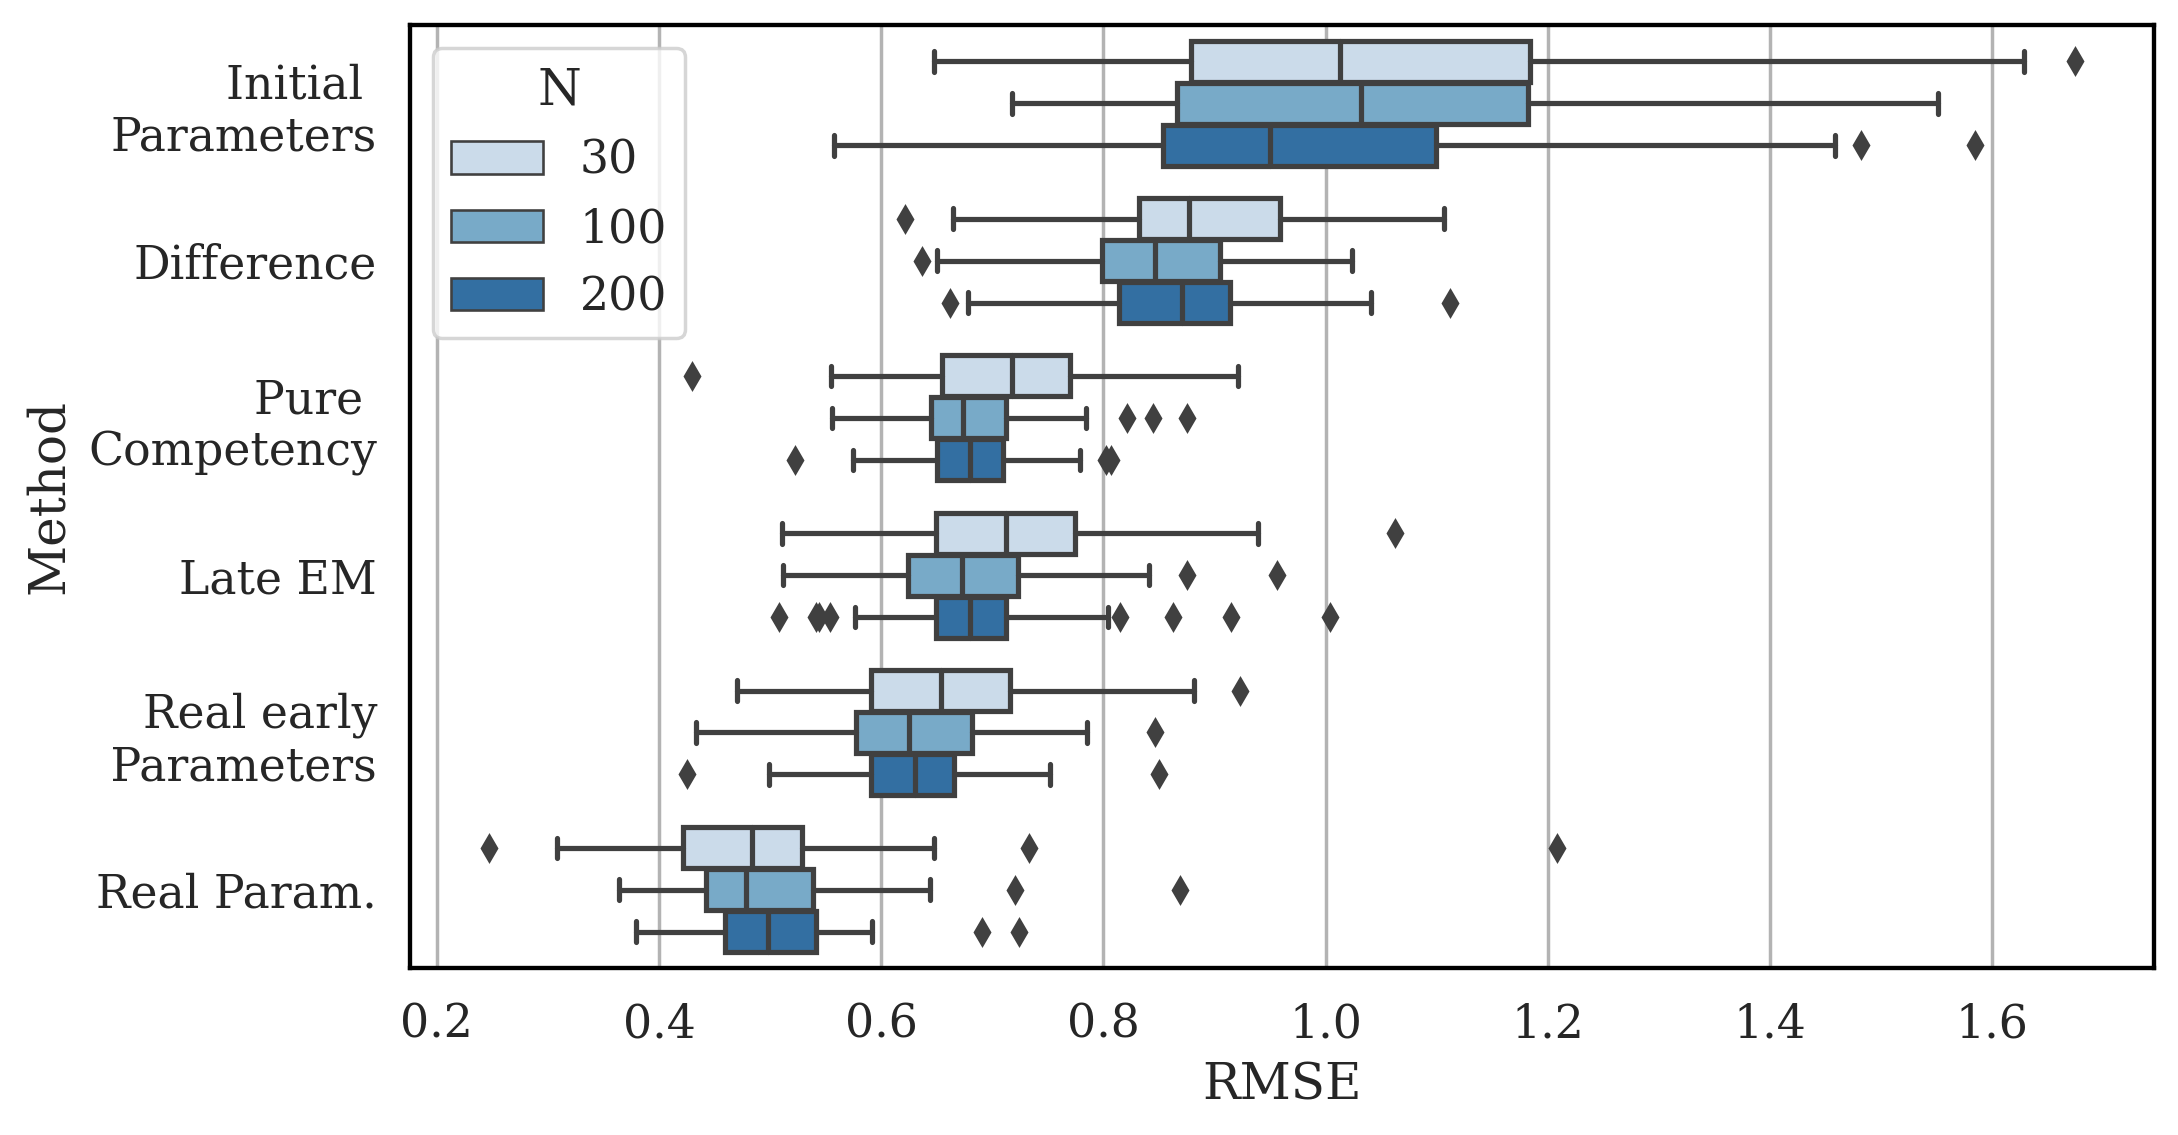 Method
Initial
Parameters
Difference
Pure
Competency
Late EM
Real early
Parameters
Real Param.
N
30
100
200
0.2 0.4 0.6 0.8 1.0 1.2 1.4 1.6
RMSE